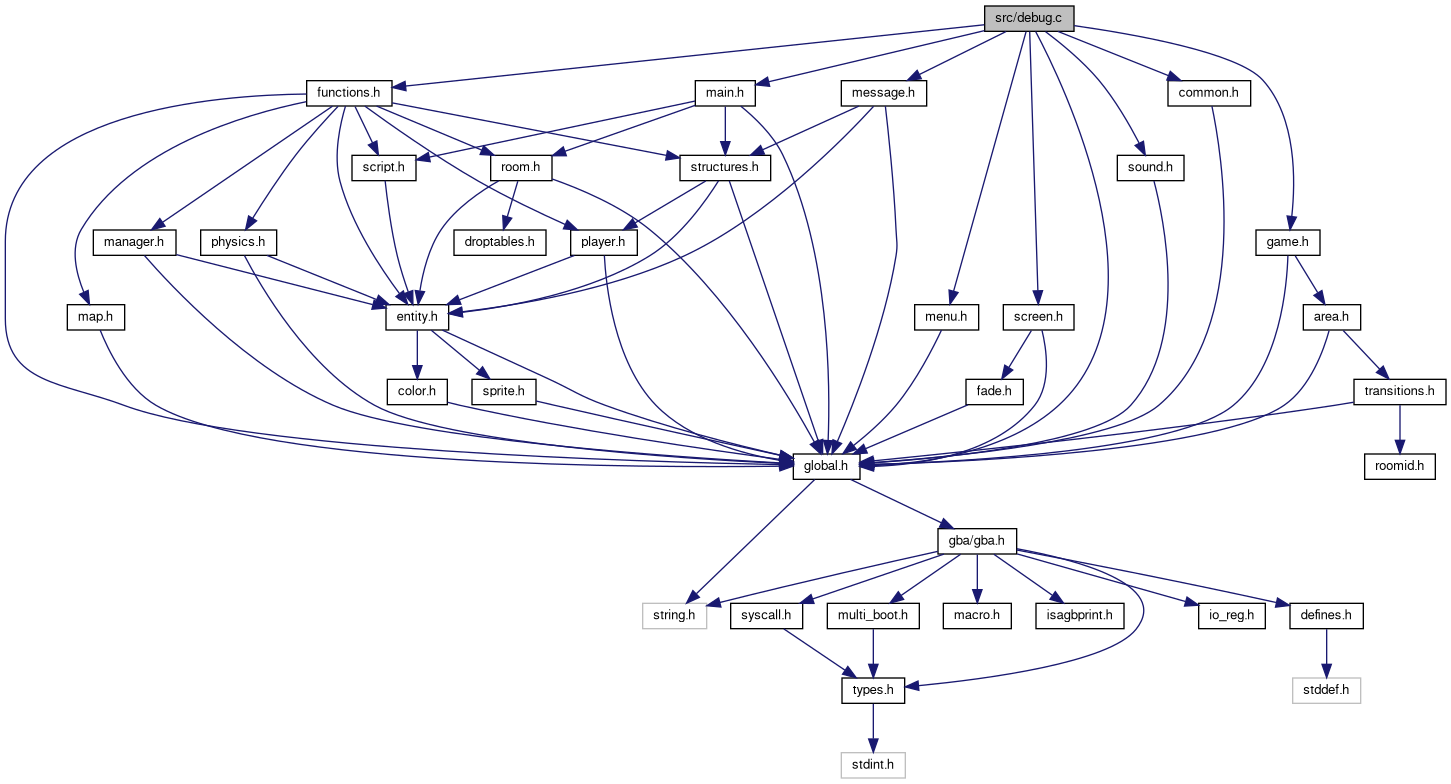 src/debug.c
functions.h
main.h
message.h
common.h
script.h
room.h
structures.h
sound.h
manager.h
physics.h
droptables.h
player.h
game.h
map.h
entity.h
menu.h
screen.h
area.h
color.h
sprite.h
fade.h
transitions.h
global.h
roomid.h
gba/gba.h
string.h
syscall.h
multi_boot.h
macro.h
isagbprint.h
io_reg.h
defines.h
types.h
stddef.h
stdint.h